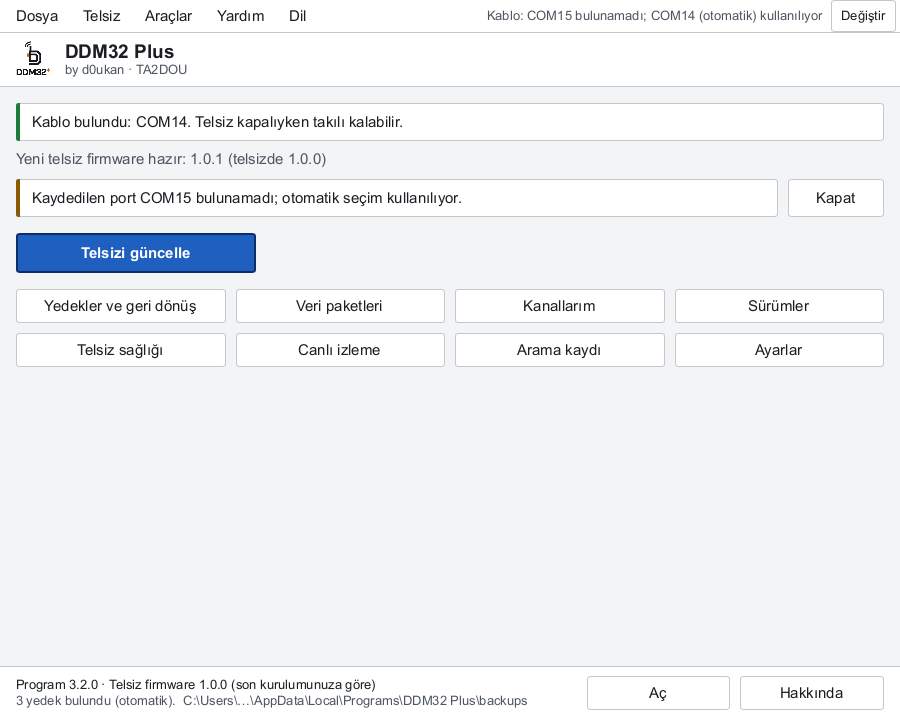 Dosya Telsiz Araçlar Yardım Dil Kablo: COM15 bulunamadı; COM14 (otomatik) kullanılıyor Değiştir
DDM32 Plus
by d0ukan · TA2DOU
DDM32+
Kablo bulundu: COM14. Telsiz kapalıyken takılı kalabilir.
Yeni telsiz firmware hazır: 1.0.1 (telsizde 1.0.0)
Kaydedilen port COM15 bulunamadı; otomatik seçim kullanılıyor. Kapat
Telsizi güncelle
Yedekler ve geri dönüş Veri paketleri Kanallarım Sürümler
Telsiz sağlığı Canlı izleme Arama kaydı Ayarlar
Program 3.2.0 · Telsiz firmware 1.0.0 (son kurulumunuza göre)
3 yedek bulundu (otomatik). C:\Users\...\AppData\Local\Programs\DDM32 Plus\backups
Aç Hakkında